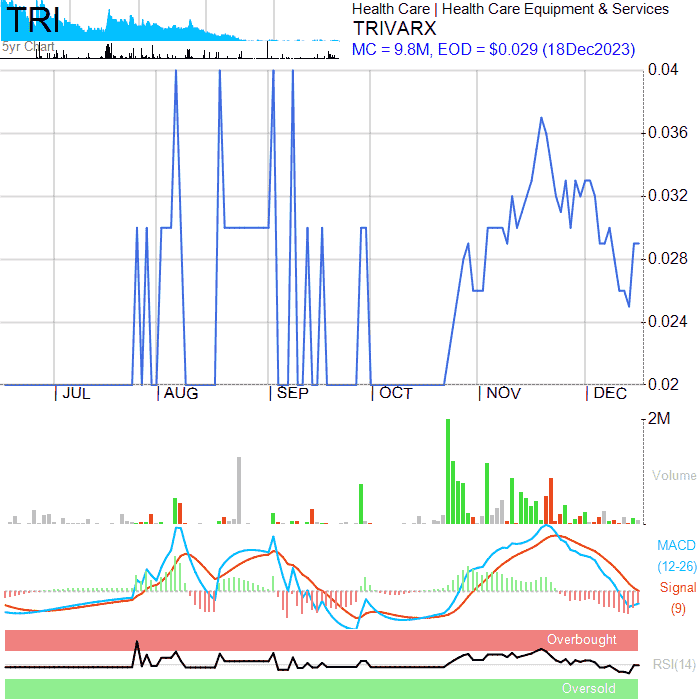 TRI
5yr Chart
Health Care | Health Care Equipment & Services
TRIVARX
MC = 9.8M, EOD = $0.029 (18Dec2023)
0.04
0.036
0.032
0.028
0.024
0.02
JUL AUG SEP OCT NOV DEC
2M
Volume
MACD
(12-26)
Signal
(9)
Overbought
RSI(14)
Oversold